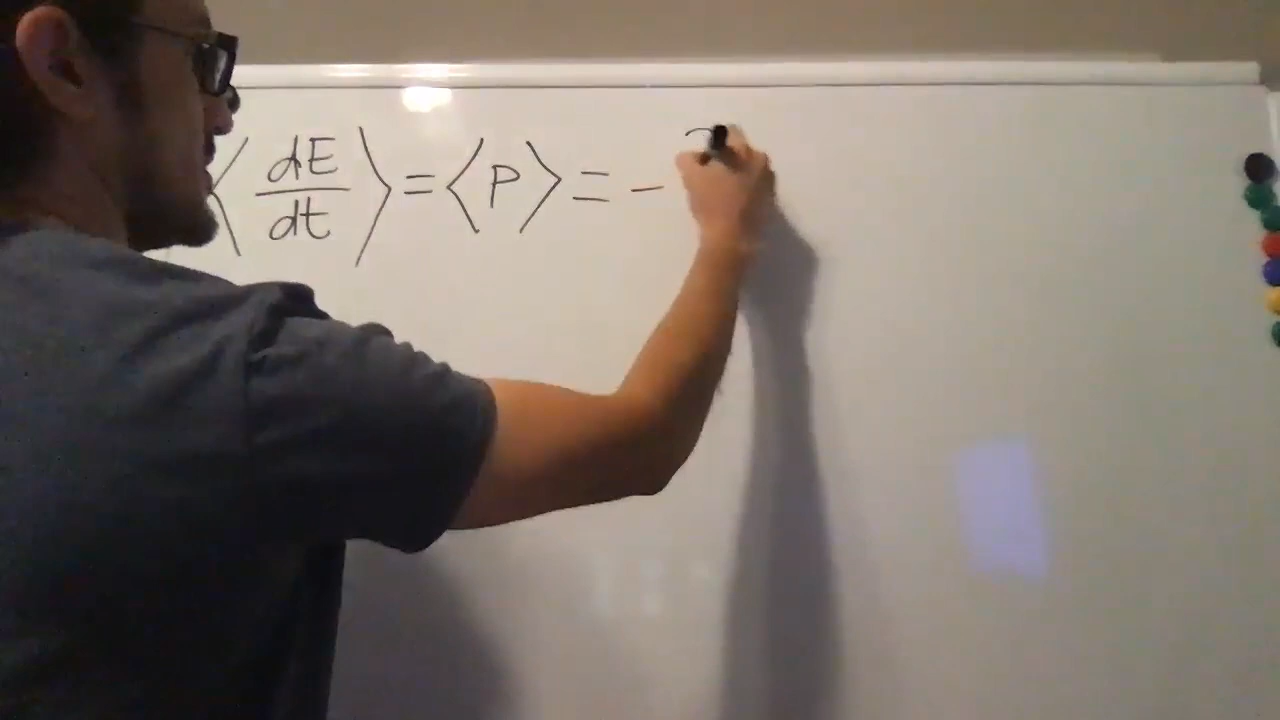 ⟨dE/dt⟩ = ⟨P⟩ = −